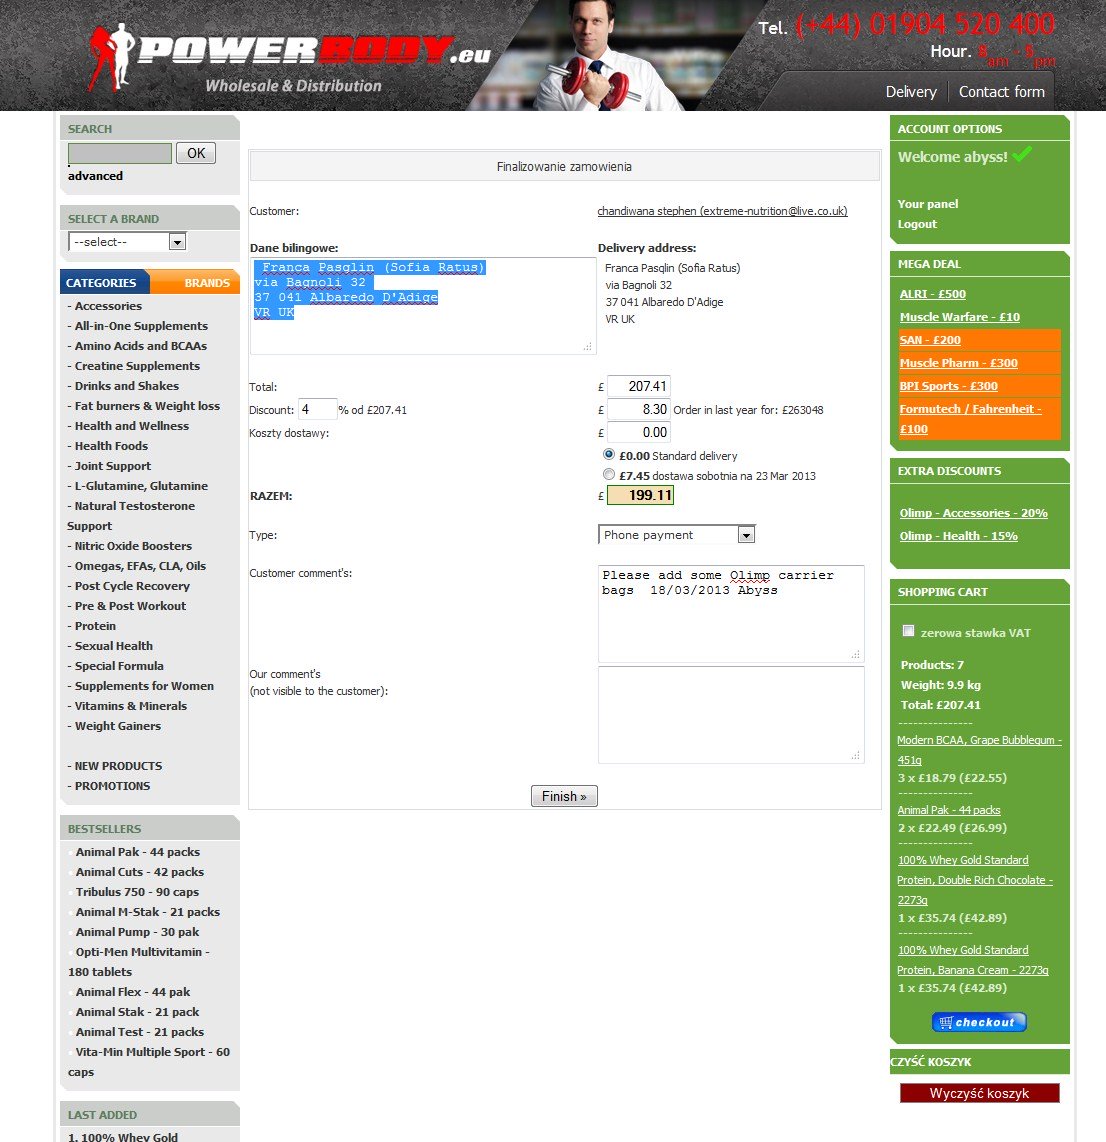 POWERBODY.eu
Wholesale & Distribution
Tel. (+44) 01904 520 400
Hour. 8 am - 5 pm
Delivery
Contact form
SEARCH
OK
advanced
SELECT A BRAND
--select--
CATEGORIES
BRANDS
- Accessories
- All-in-One Supplements
- Amino Acids and BCAAs
- Creatine Supplements
- Drinks and Shakes
- Fat burners & Weight loss
- Health and Wellness
- Health Foods
- Joint Support
- L-Glutamine, Glutamine
- Natural Testosterone
Support
- Nitric Oxide Boosters
- Omegas, EFAs, CLA, Oils
- Post Cycle Recovery
- Pre & Post Workout
- Protein
- Sexual Health
- Special Formula
- Supplements for Women
- Vitamins & Minerals
- Weight Gainers
- NEW PRODUCTS
- PROMOTIONS
BESTSELLERS
Animal Pak - 44 packs
Animal Cuts - 42 packs
Tribulus 750 - 90 caps
Animal M-Stak - 21 packs
Animal Pump - 30 pak
Opti-Men Multivitamin -
180 tablets
Animal Flex - 44 pak
Animal Stak - 21 pack
Animal Test - 21 packs
Vita-Min Multiple Sport - 60
caps
LAST ADDED
1. 100% Whey Gold
Finalizowanie zamowienia
Customer:
chandiwana stephen (extreme-nutrition@live.co.uk)
Dane bilingowe:
Franca Pasglin (Sofia Ratus)
via Bagnoli 32
37 041 Albaredo D'Adige
VR UK
Delivery address:
Franca Pasqlin (Sofia Ratus)
via Bagnoli 32
37 041 Albaredo D'Adige
VR UK
Total:
£ 207.41
Discount: 4 % od £207.41
£ 8.30 Order in last year for: £263048
Koszty dostawy:
£ 0.00
£0.00 Standard delivery
£7.45 dostawa sobotnia na 23 Mar 2013
RAZEM:
£ 199.11
Type:
Phone payment
Customer comment's:
Please add some Olimp carrier
bags 18/03/2013 Abyss
Our comment's
(not visible to the customer):
Finish »
ACCOUNT OPTIONS
Welcome abyss!
Your panel
Logout
MEGA DEAL
ALRI - £500
Muscle Warfare - £10
SAN - £200
Muscle Pharm - £300
BPI Sports - £300
Formutech / Fahrenheit -
£100
EXTRA DISCOUNTS
Olimp - Accessories - 20%
Olimp - Health - 15%
SHOPPING CART
zerowa stawka VAT
Products: 7
Weight: 9.9 kg
Total: £207.41
---------------
Modern BCAA, Grape Bubblegum -
451g
3 x £18.79 (£22.55)
---------------
Animal Pak - 44 packs
2 x £22.49 (£26.99)
---------------
100% Whey Gold Standard
Protein, Double Rich Chocolate -
2273g
1 x £35.74 (£42.89)
---------------
100% Whey Gold Standard
Protein, Banana Cream - 2273g
1 x £35.74 (£42.89)
checkout
CZYŚĆ KOSZYK
Wyczyść koszyk